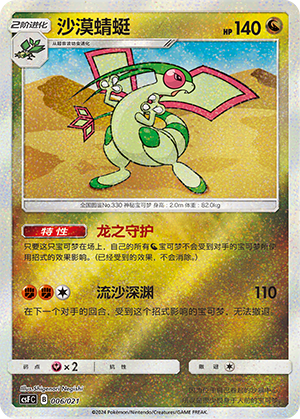 2阶进化
沙漠蜻蜓
HP 140
从超音波幼虫进化
全国图鉴No.330 神秘宝可梦 身高：2.0m 体重：82.0kg
特性 龙之守护
只要这只宝可梦在场上，自己的所有宝可梦不会受到对手的宝可梦所使用招式的效果影响。（已经受到的效果，不会消除。）
流沙深渊 110
在下一个对手的回合，受到这个招式影响的宝可梦，无法撤退。
弱点 ×2 抗性 撤退
Illus.Shigenori Negishi
csF C D 006/021
©2024 Pokémon/Nintendo/Creatures/GAME FREAK.